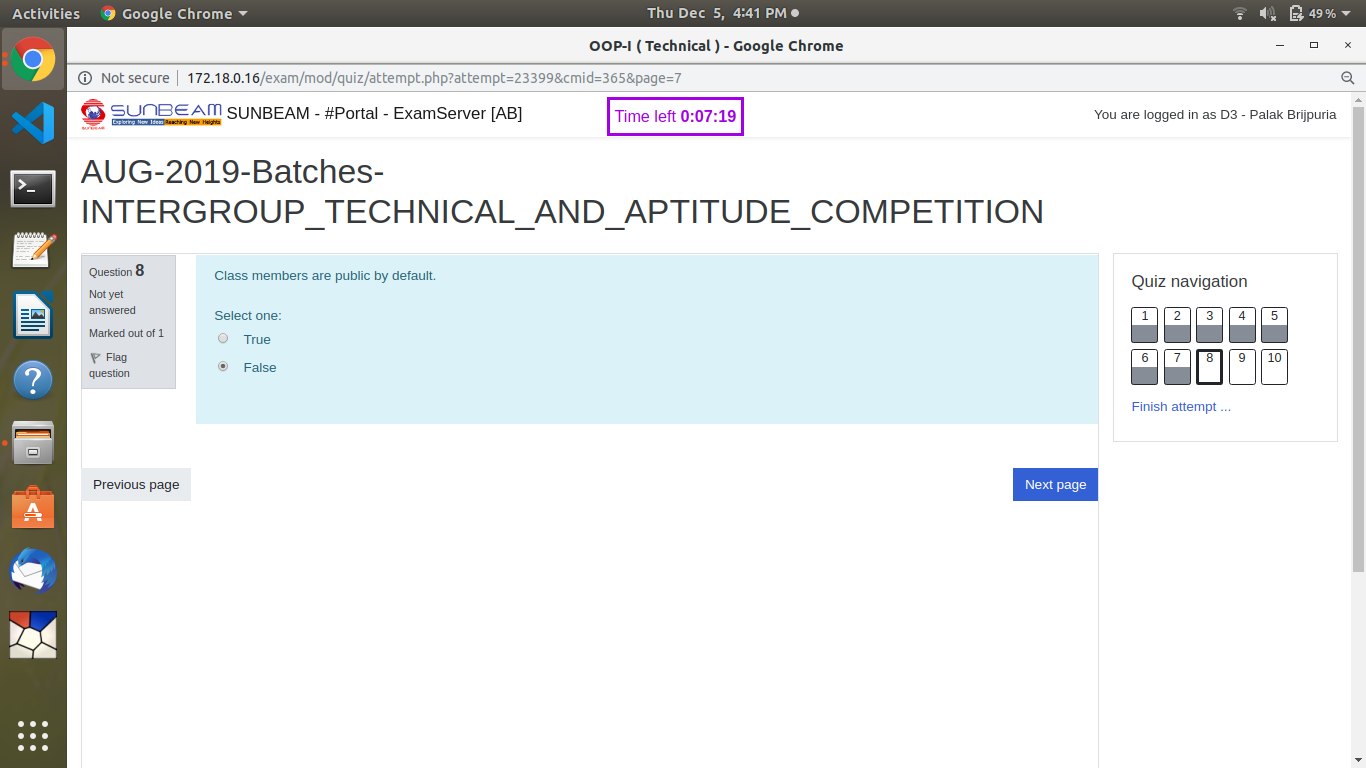 Activities Google Chrome Thu Dec 5, 4:41 PM 49%
OOP-I ( Technical ) - Google Chrome
Not secure 172.18.0.16/exam/mod/quiz/attempt.php?attempt=23399&cmid=365&page=7
SUNBEAM
Exploring New Ideas Reaching New Heights
SUNBEAM
SUNBEAM - #Portal - ExamServer [AB]
Time left 0:07:19
You are logged in as D3 - Palak Brijpuria
AUG-2019-Batches-
INTERGROUP_TECHNICAL_AND_APTITUDE_COMPETITION
Question 8
Not yet
answered
Marked out of 1
Flag
question
Class members are public by default.
Select one:
True
False
Previous page
Next page
Quiz navigation
1 2 3 4 5
6 7 8 9 10
Finish attempt ...